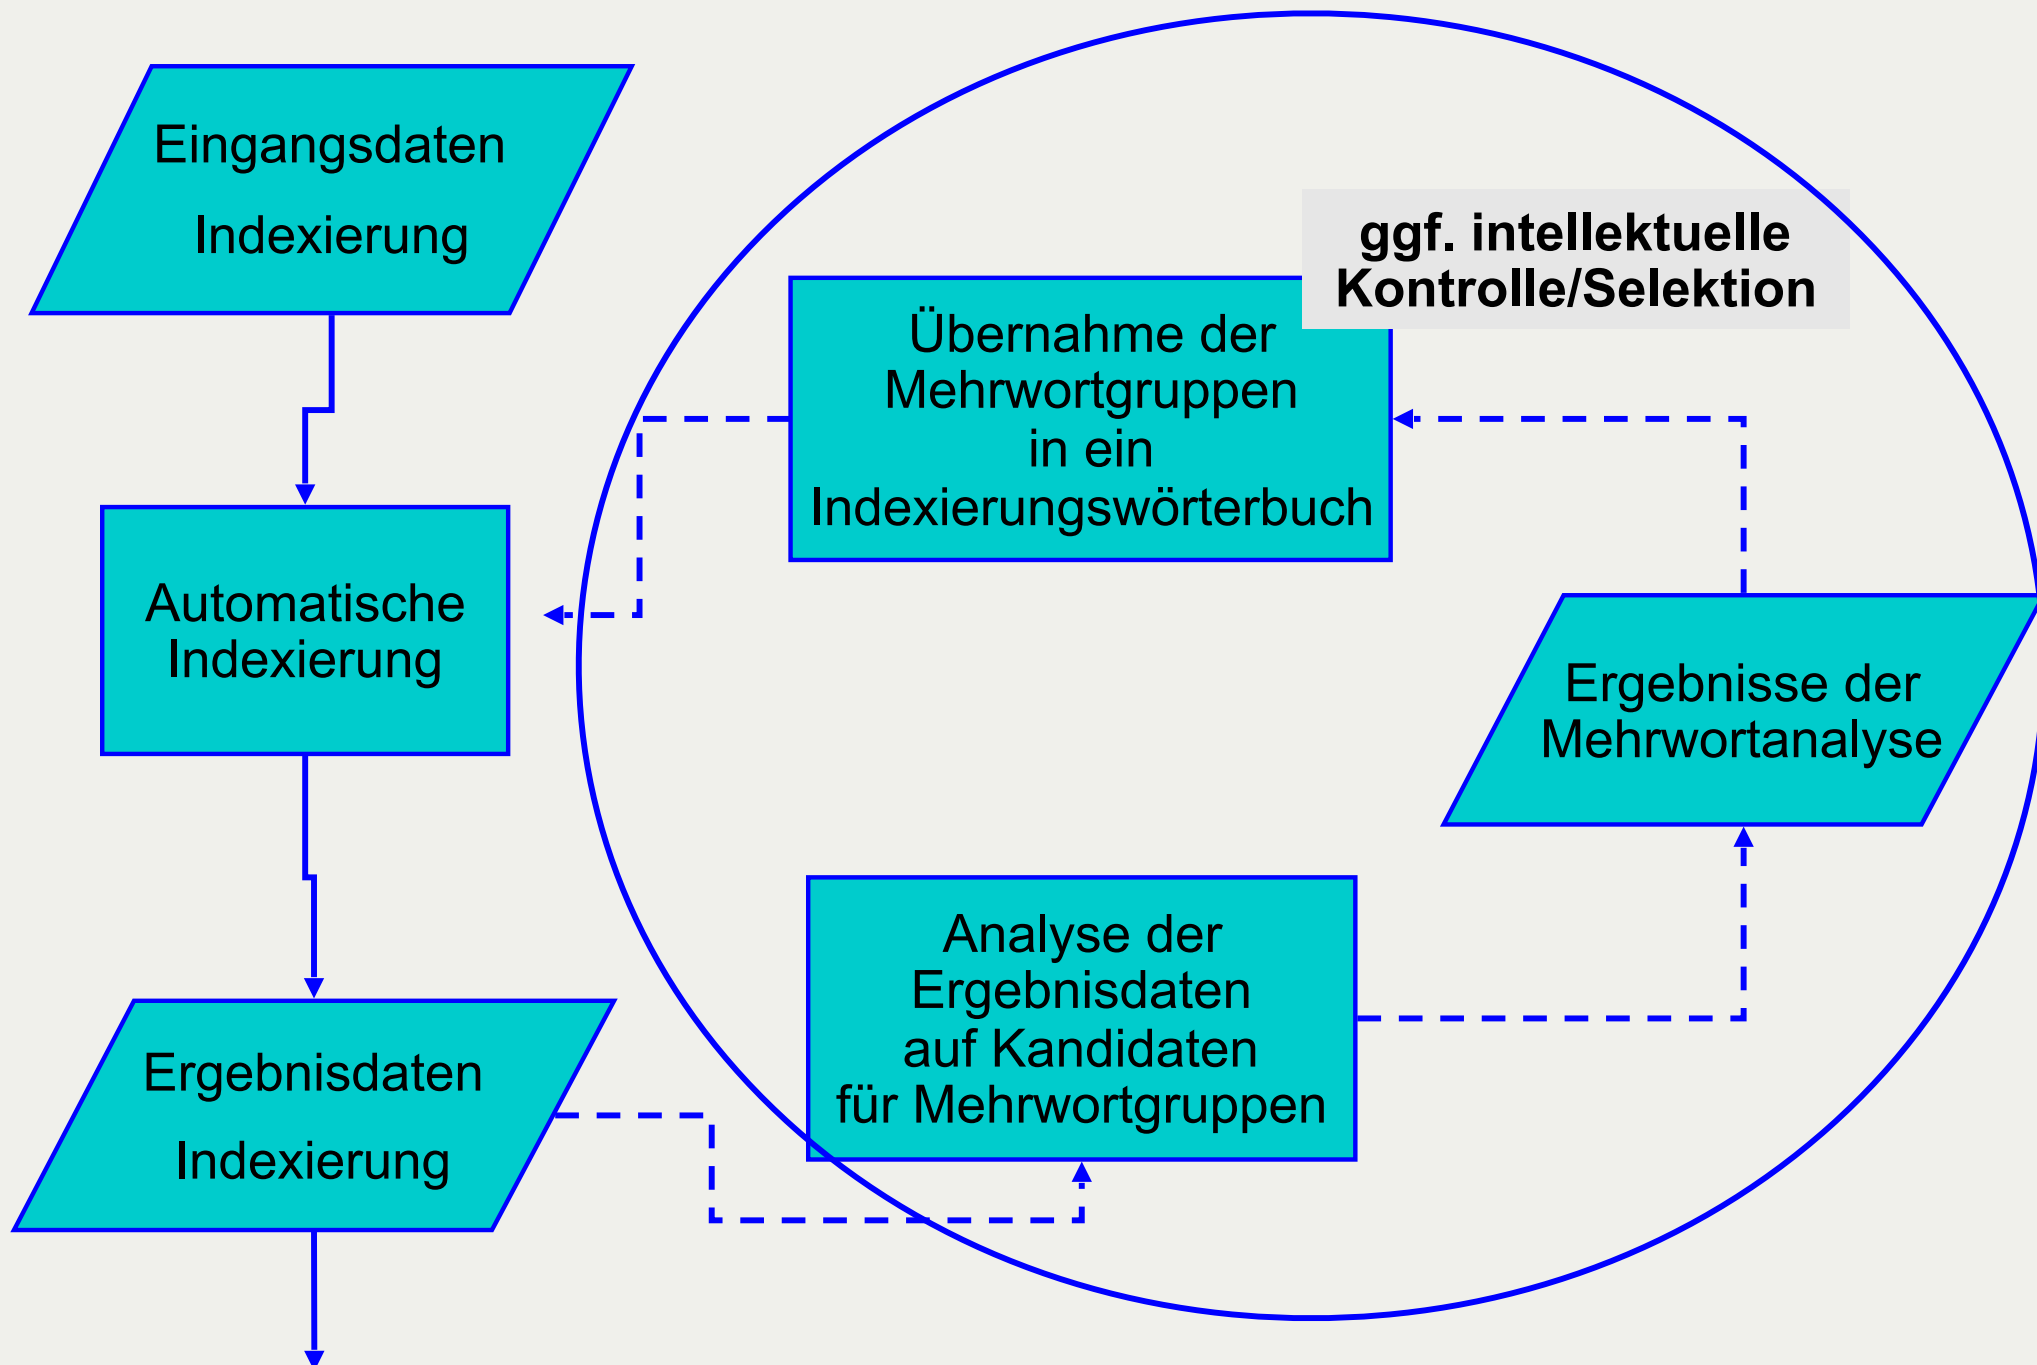 Eingangsdaten
Indexierung
ggf. intellektuelle
Kontrolle/Selektion
Übernahme der
Mehrwortgruppen
in ein
Indexierungswörterbuch
Automatische
Indexierung
Ergebnisse der
Mehrwortanalyse
Analyse der
Ergebnisdaten
auf Kandidaten
für Mehrwortgruppen
Ergebnisdaten
Indexierung